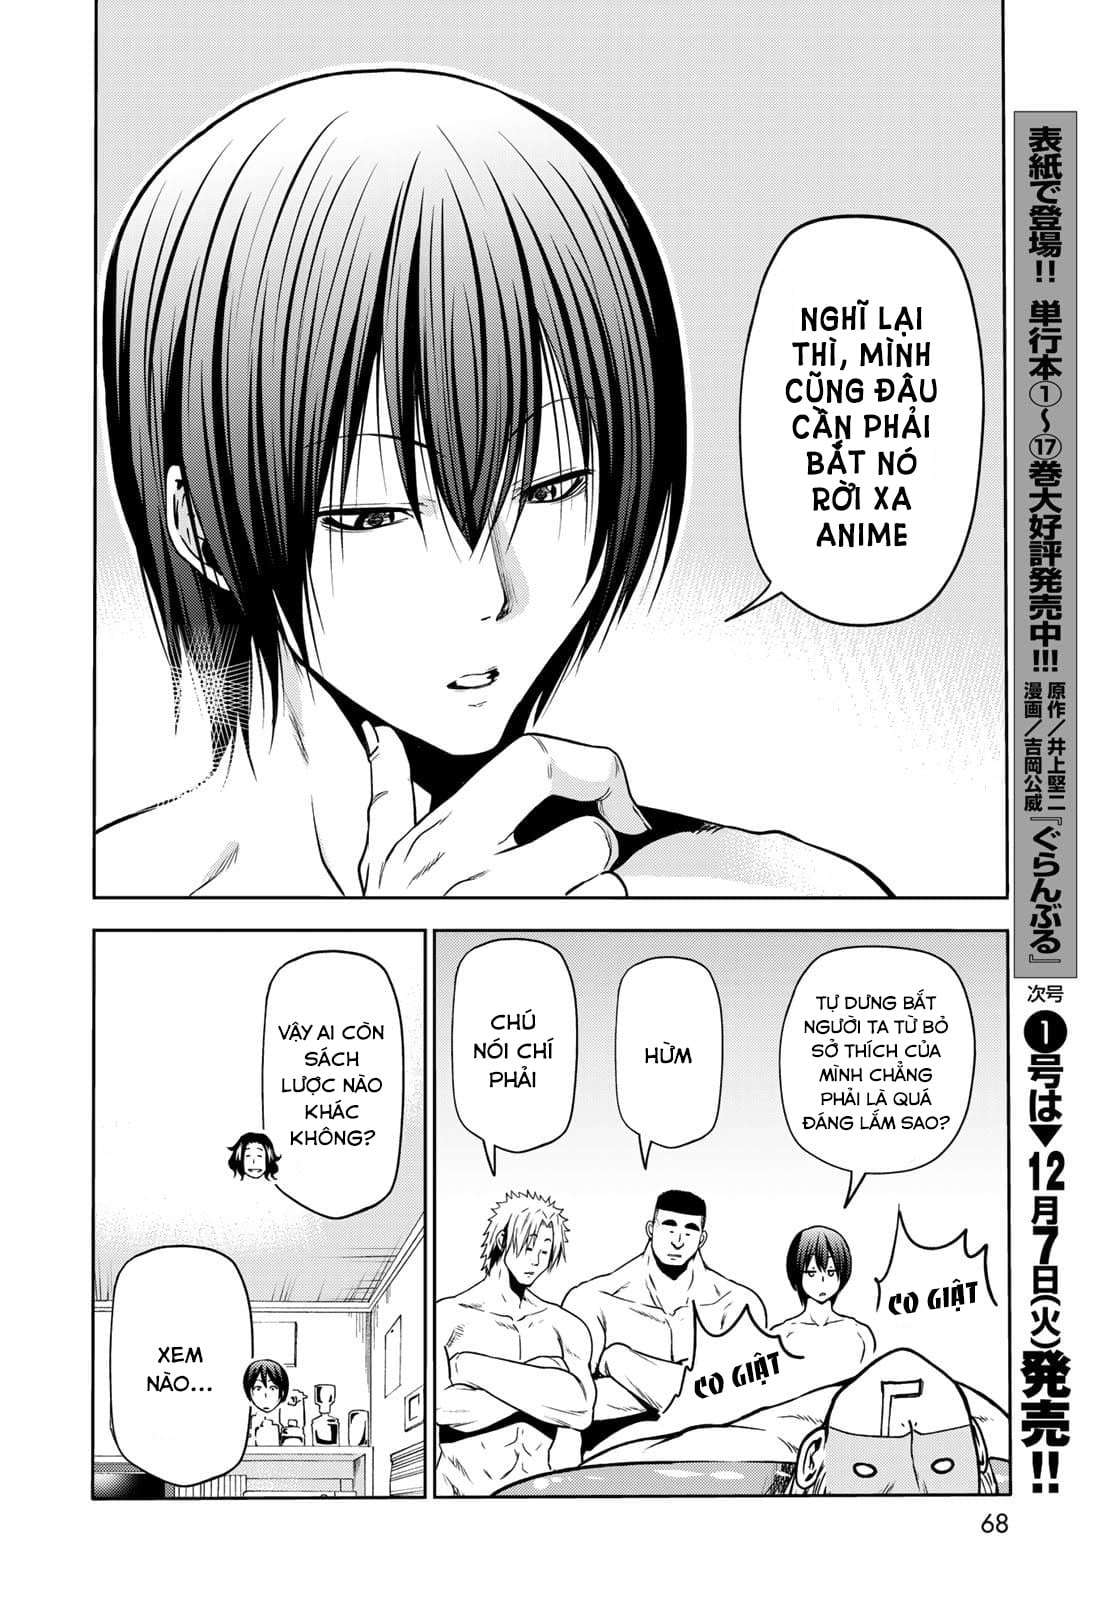 NGHĨ LẠI
THÌ, MÌNH
CŨNG ĐÂU
CẦN PHẢI
BẮT NÓ
RỜI XA
ANIME
TỰ DƯNG BẮT
NGƯỜI TA TỪ BỎ
SỞ THÍCH CỦA
MÌNH CHẲNG
PHẢI LÀ QUÁ
ĐÁNG LẮM SAO?
HỪM
CHÚ
NÓI CHÍ
PHẢI
CO GIẬT
CO GIẬT
VẬY AI CÒN
SÁCH
LƯỢC NÀO
KHÁC
KHÔNG?
XEM
NÀO...
表紙で登場!! 単行本①〜⑰巻大好評発売中!!!
原作/井上堅二
漫画/吉岡公威
『ぐらんぶる』
次号
❶号は▼12月7日(火)発売!!
68